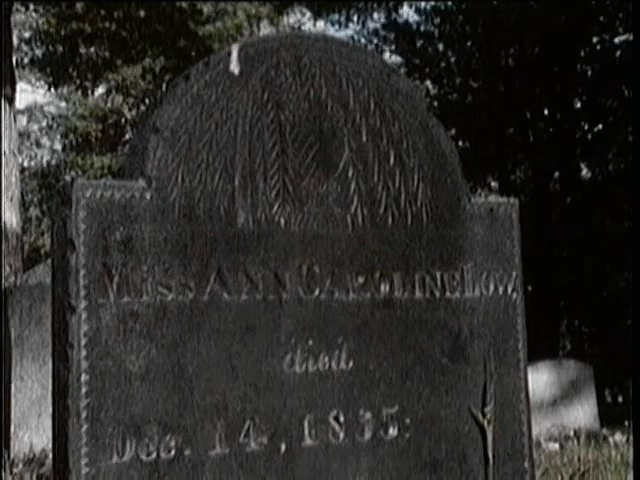 Miss ANN CAROLINE LOW,
died
Dec. 14, 1835: